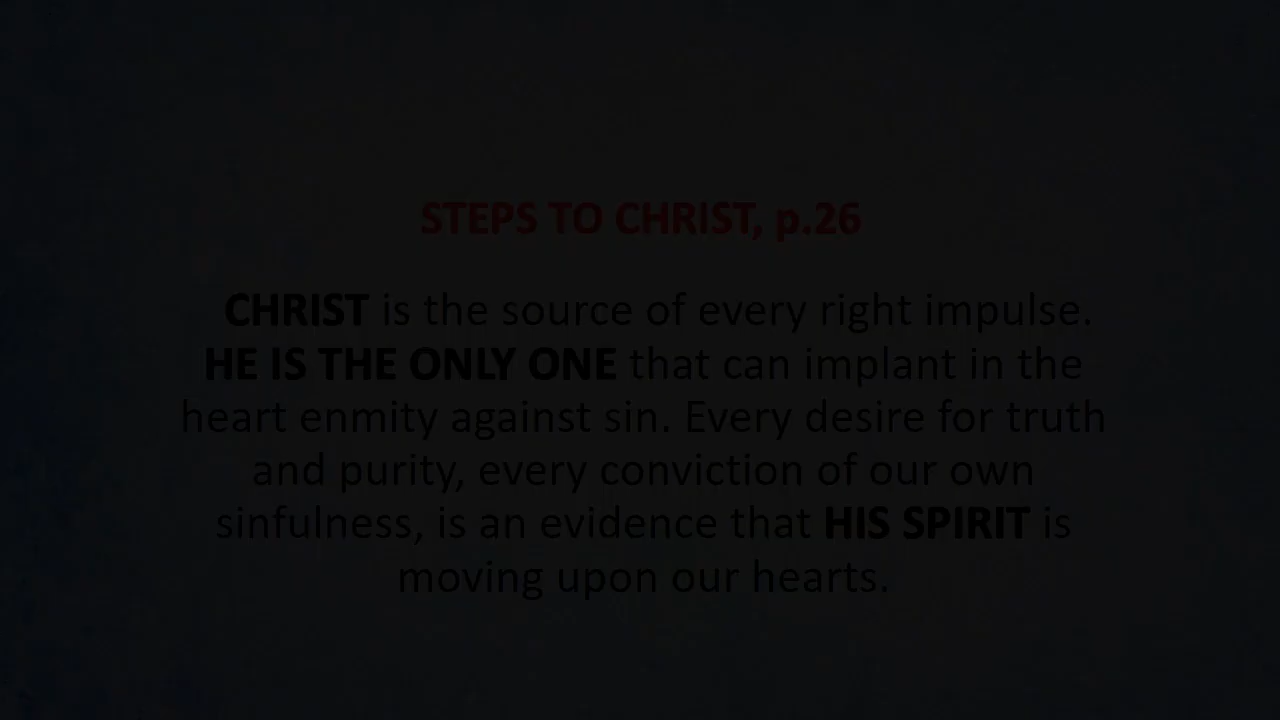 STEPS TO CHRIST, p.26
CHRIST is the source of every right impulse.
HE IS THE ONLY ONE that can implant in the
heart enmity against sin. Every desire for truth
and purity, every conviction of our own
sinfulness, is an evidence that HIS SPIRIT is
moving upon our hearts.